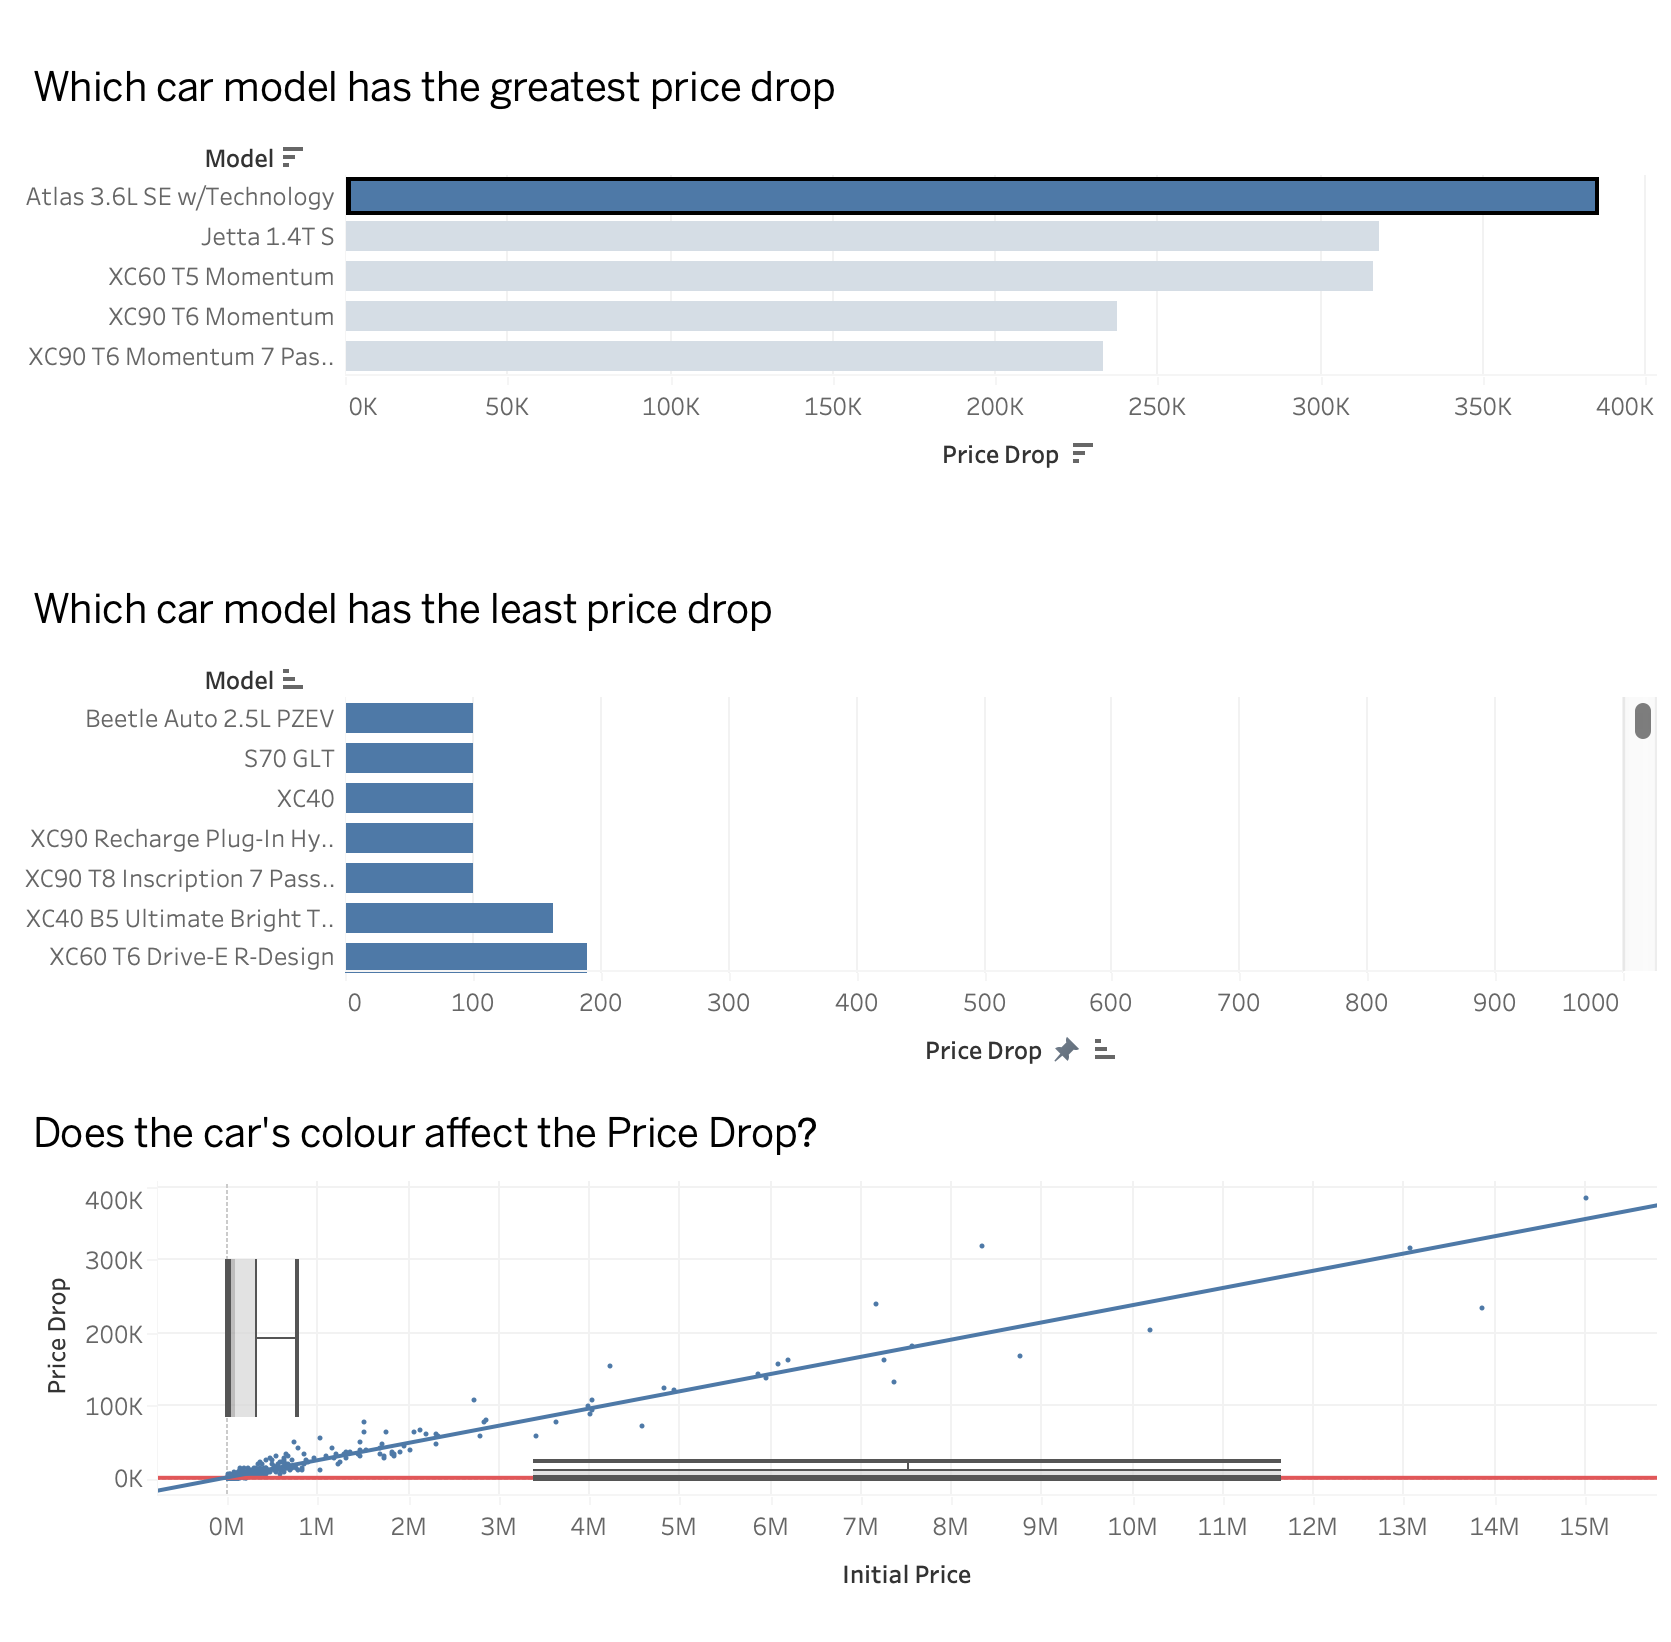 Which car model has the greatest price drop
Model
Atlas 3.6L SE w/Technology
Jetta 1.4T S
XC60 T5 Momentum
XC90 T6 Momentum
XC90 T6 Momentum 7 Pas..
0K 50K 100K 150K 200K 250K 300K 350K 400K
Price Drop
Which car model has the least price drop
Model
Beetle Auto 2.5L PZEV
S70 GLT
XC40
XC90 Recharge Plug-In Hy..
XC90 T8 Inscription 7 Pass..
XC40 B5 Ultimate Bright T..
XC60 T6 Drive-E R-Design
0 100 200 300 400 500 600 700 800 900 1000
Price Drop
Does the car's colour affect the Price Drop?
400K
300K
200K
100K
0K
Price Drop
0M 1M 2M 3M 4M 5M 6M 7M 8M 9M 10M 11M 12M 13M 14M 15M
Initial Price